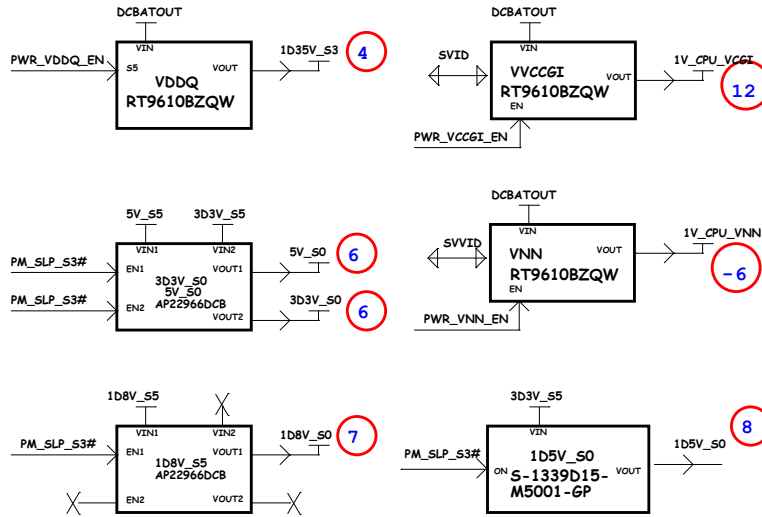 DCBATOUT
VIN
PWR_VDDQ_EN
S5
VDDQ
RT9610BZQW
VOUT
1D35V_S3
4
SVID
DCBATOUT
VIN
VVCCGI
RT9610BZQW
VOUT
EN
1V_CPU_VCGI
12
PWR_VCCGI_EN
5V_S5
3D3V_S5
VIN1
VIN2
PM_SLP_S3#
EN1
VOUT1
5V_S0
6
3D3V_S0
5V_S0
AP22966DCB
PM_SLP_S3#
EN2
VOUT2
3D3V_S0
6
DCBATOUT
VIN
SVVID
VNN
RT9610BZQW
VOUT
EN
1V_CPU_VNN
-6
PWR_VNN_EN
1D8V_S5
VIN1
VIN2
PM_SLP_S3#
EN1
VOUT1
1D8V_S0
7
1D8V_S5
AP22966DCB
EN2
VOUT2
3D3V_S5
VIN
PM_SLP_S3#
ON
1D5V_S0
S-1339D15-
M5001-GP
VOUT
1D5V_S0
8